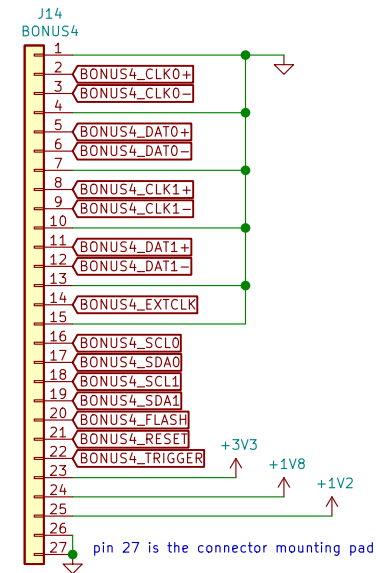 J14
BONUS4
1
2 BONUS4_CLK0+
3 BONUS4_CLK0-
4
5 BONUS4_DAT0+
6 BONUS4_DAT0-
7
8 BONUS4_CLK1+
9 BONUS4_CLK1-
10
11 BONUS4_DAT1+
12 BONUS4_DAT1-
13
14 BONUS4_EXTCLK
15
16 BONUS4_SCL0
17 BONUS4_SDA0
18 BONUS4_SCL1
19 BONUS4_SDA1
20 BONUS4_FLASH
21 BONUS4_RESET
22 BONUS4_TRIGGER
+3V3
23
+1V8
24
+1V2
25
26
27 pin 27 is the connector mounting pad